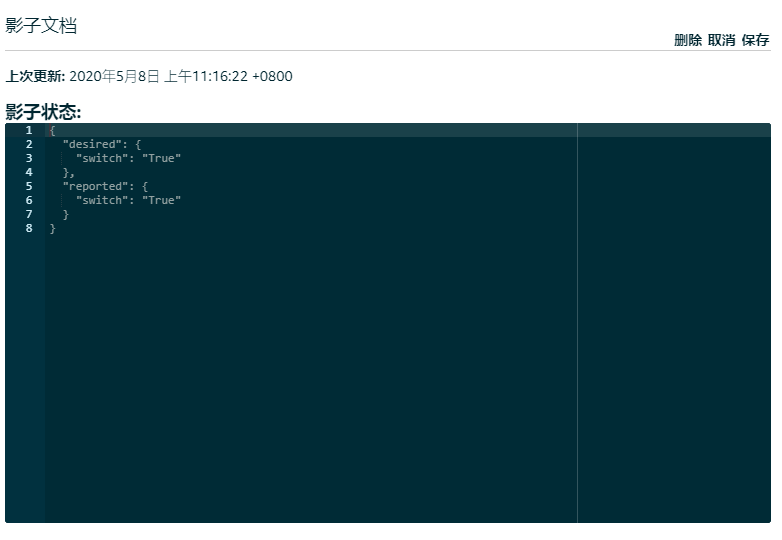 影子文档
删除 取消 保存
上次更新: 2020年5月8日 上午11:16:22 +0800
影子状态:
1 {
2   "desired": {
3     "switch": "True"
4   },
5   "reported": {
6     "switch": "True"
7   }
8 }